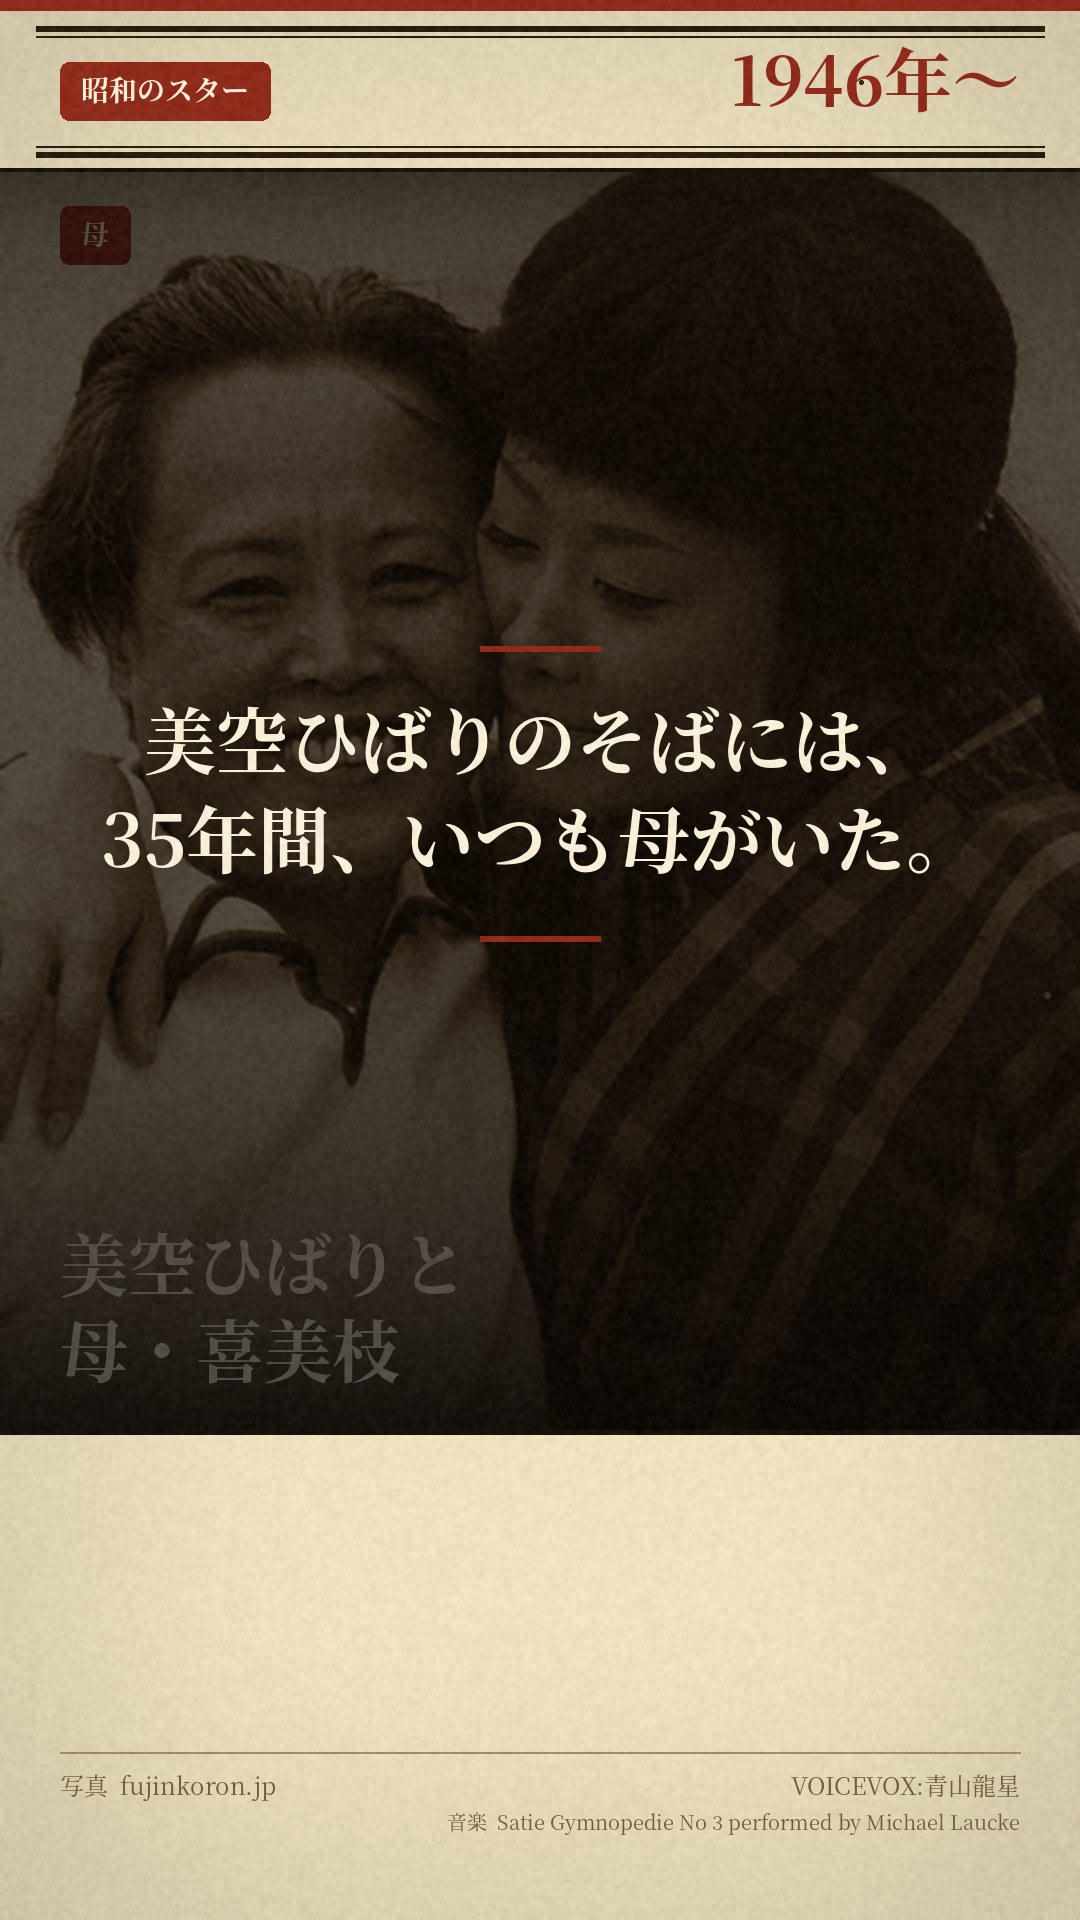 昭和のスター
1946年～
母
美空ひばりのそばには、
35年間、いつも母がいた。
美空ひばりと
母・喜美枝
写真 fujinkoron.jp
VOICEVOX:青山龍星
音楽 Satie Gymnopedie No 3 performed by Michael Laucke